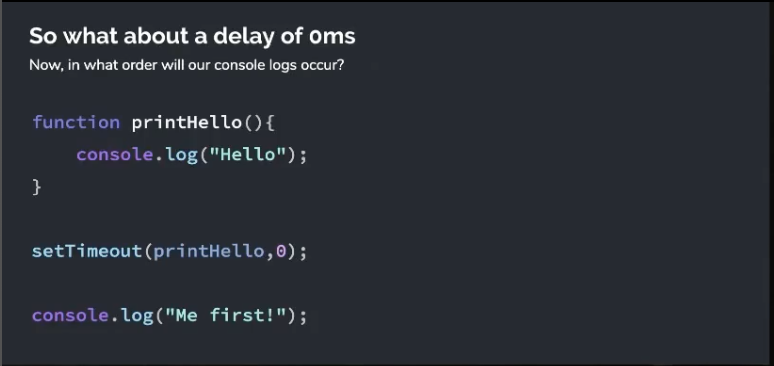 So what about a delay of 0ms
Now, in what order will our console logs occur?
function printHello(){
    console.log("Hello");
}
setTimeout(printHello,0);
console.log("Me first!");